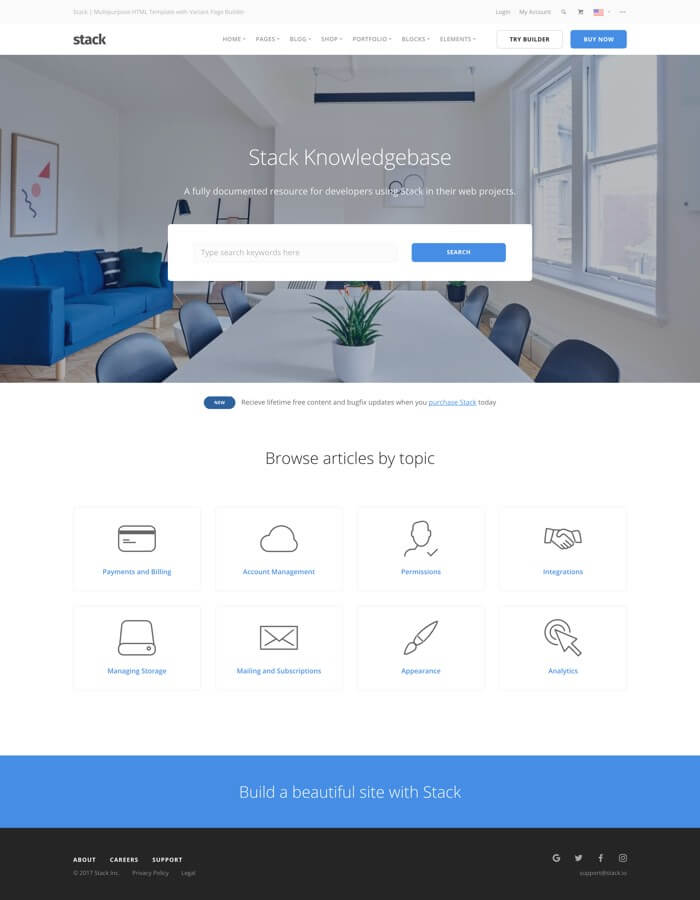 Stack | Multipurpose HTML Template with Variant Page Builder
Login My Account
stack
HOME PAGES BLOG SHOP PORTFOLIO BLOCKS ELEMENTS TRY BUILDER BUY NOW
Stack Knowledgebase
A fully documented resource for developers using Stack in their web projects.
Type search keywords here SEARCH
NEW Recieve lifetime free content and bugfix updates when you purchase Stack today
Browse articles by topic
Payments and Billing Account Management Permissions Integrations
Managing Storage Mailing and Subscriptions Appearance Analytics
Build a beautiful site with Stack
ABOUT CAREERS SUPPORT
© 2017 Stack Inc. Privacy Policy Legal support@stack.io